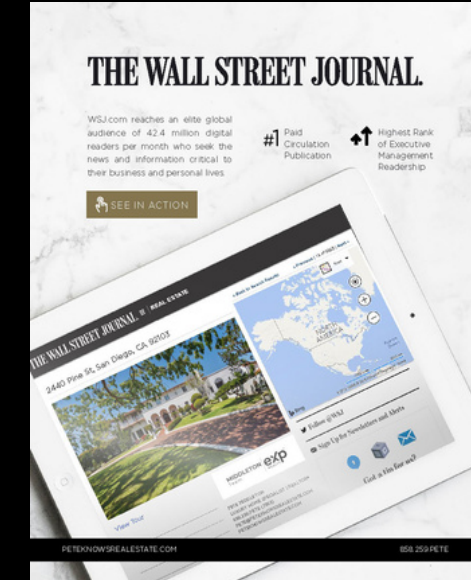 THE WALL STREET JOURNAL.
WSJ.com reaches an elite global
audience of 42.4 million digital
readers per month who seek the
news and information critical to
their business and personal lives.
#1 Paid
Circulation
Publication
Highest Rank
of Executive
Management
Readership
SEE IN ACTION
THE WALL STREET JOURNAL. REAL ESTATE
2440 Pine St, San Diego, CA 92103
NORTH
AMERICA
Follow @WSJ
Sign Up for Newsletters and Alerts
Got a Tip for us?
MIDDLETON exp
View Tour
PETEKNOWSREALESTATE.COM
858.259.PETE